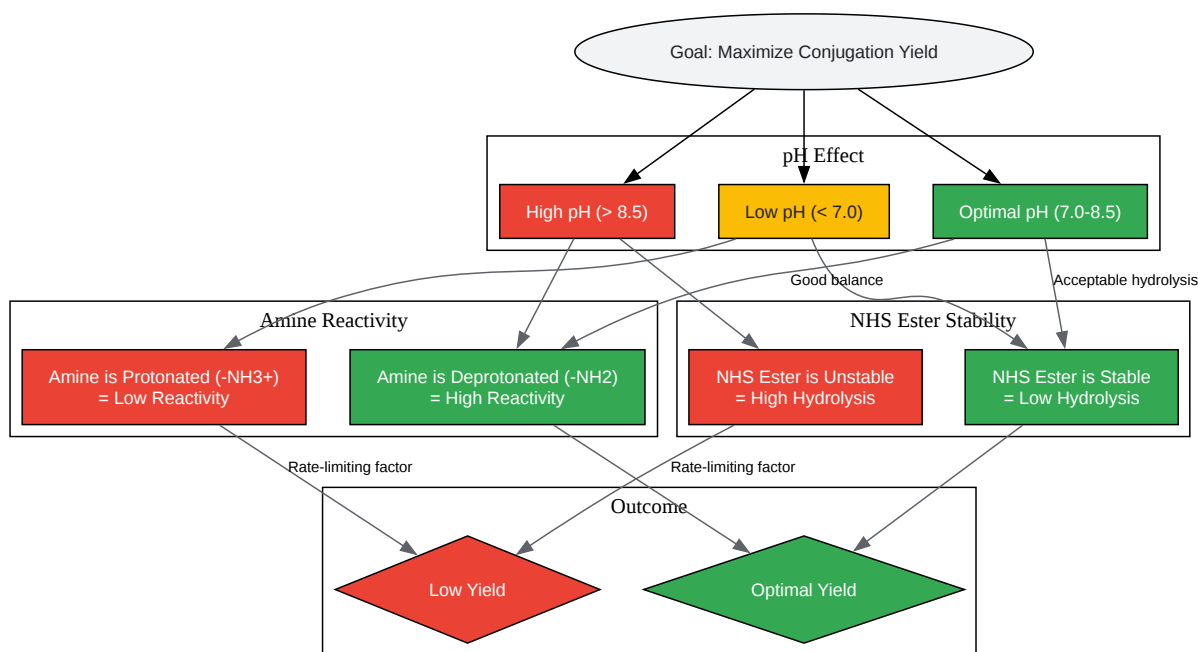 Goal: Maximize Conjugation Yield
pH Effect
High pH (> 8.5)
Low pH (< 7.0)
Optimal pH (7.0-8.5)
Good balance
Acceptable hydrolysis
Amine Reactivity
NHS Ester Stability
Amine is Protonated (-NH3+)
= Low Reactivity
Amine is Deprotonated (-NH2)
= High Reactivity
NHS Ester is Unstable
= High Hydrolysis
NHS Ester is Stable
= Low Hydrolysis
Rate-limiting factor
Rate-limiting factor
Outcome
Low Yield
Optimal Yield